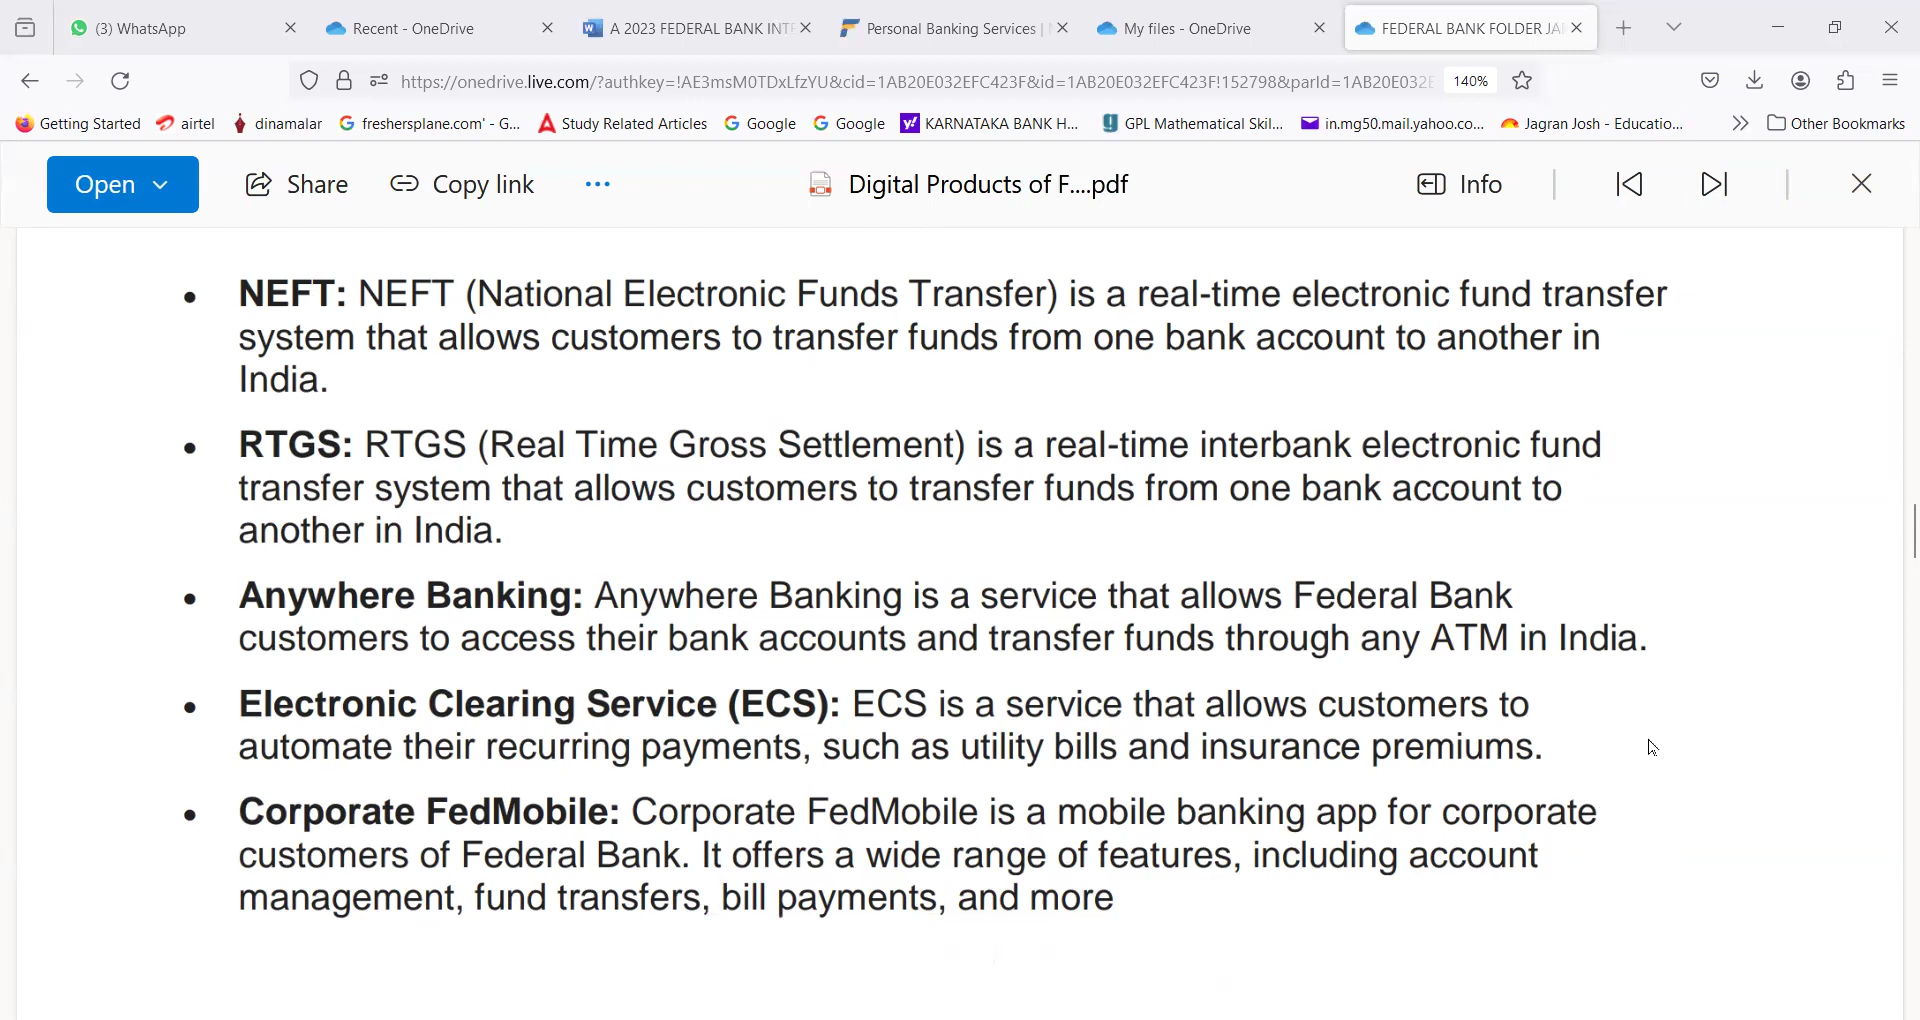 (3) WhatsApp
Recent - OneDrive
A 2023 FEDERAL BANK INTE
Personal Banking Services |
My files - OneDrive
FEDERAL BANK FOLDER JA
https://onedrive.live.com/?authkey=!AE3msM0TDxLfzYU&cid=1AB20E032EFC423F&id=1AB20E032EFC423F!152798&parId=1AB20E032E
140%
Getting Started
airtel
dinamalar
freshersplane.com' - G...
Study Related Articles
Google
Google
KARNATAKA BANK H...
GPL Mathematical Skil...
in.mg50.mail.yahoo.co...
Jagran Josh - Educatio...
Other Bookmarks
Open
Share
Copy link
Digital Products of F....pdf
Info
• NEFT: NEFT (National Electronic Funds Transfer) is a real-time electronic fund transfer
system that allows customers to transfer funds from one bank account to another in
India.
• RTGS: RTGS (Real Time Gross Settlement) is a real-time interbank electronic fund
transfer system that allows customers to transfer funds from one bank account to
another in India.
• Anywhere Banking: Anywhere Banking is a service that allows Federal Bank
customers to access their bank accounts and transfer funds through any ATM in India.
• Electronic Clearing Service (ECS): ECS is a service that allows customers to
automate their recurring payments, such as utility bills and insurance premiums.
• Corporate FedMobile: Corporate FedMobile is a mobile banking app for corporate
customers of Federal Bank. It offers a wide range of features, including account
management, fund transfers, bill payments, and more